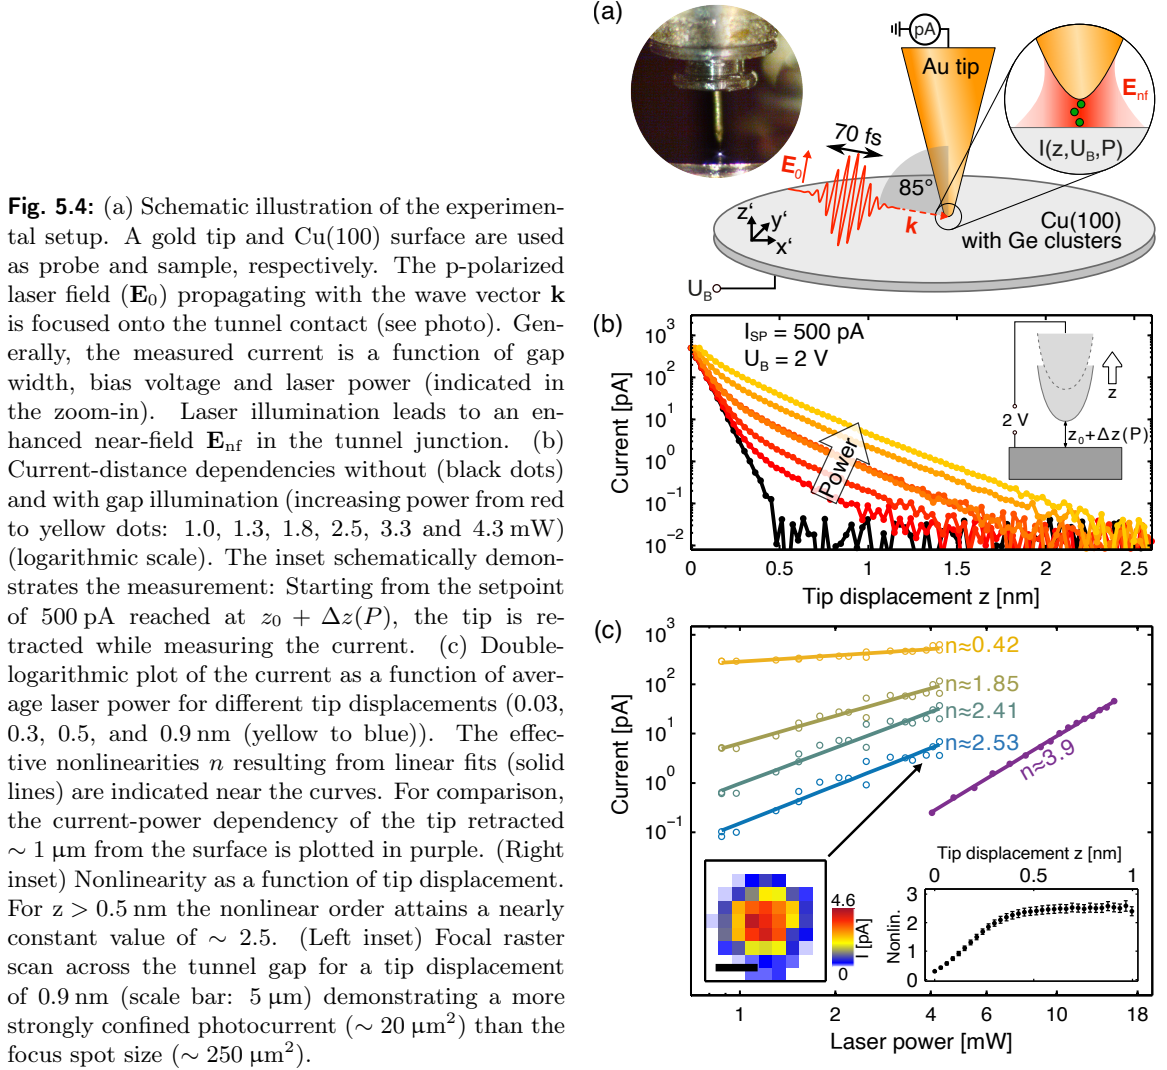 Fig. 5.4: (a) Schematic illustration of the experimen-
tal setup. A gold tip and Cu(100) surface are used
as probe and sample, respectively. The p-polarized
laser field (E₀) propagating with the wave vector k
is focused onto the tunnel contact (see photo). Gen-
erally, the measured current is a function of gap
width, bias voltage and laser power (indicated in
the zoom-in). Laser illumination leads to an en-
hanced near-field Eₙf in the tunnel junction. (b)
Current-distance dependencies without (black dots)
and with gap illumination (increasing power from red
to yellow dots: 1.0, 1.3, 1.8, 2.5, 3.3 and 4.3 mW)
(logarithmic scale). The inset schematically demon-
strates the measurement: Starting from the setpoint
of 500 pA reached at z₀ + Δz(P), the tip is re-
tracted while measuring the current. (c) Double-
logarithmic plot of the current as a function of aver-
age laser power for different tip displacements (0.03,
0.3, 0.5, and 0.9 nm (yellow to blue)). The effec-
tive nonlinearities n resulting from linear fits (solid
lines) are indicated near the curves. For comparison,
the current-power dependency of the tip retracted
∼ 1 µm from the surface is plotted in purple. (Right
inset) Nonlinearity as a function of tip displacement.
For z > 0.5 nm the nonlinear order attains a nearly
constant value of ∼ 2.5. (Left inset) Focal raster
scan across the tunnel gap for a tip displacement
of 0.9 nm (scale bar: 5 µm) demonstrating a more
strongly confined photocurrent (∼ 20 µm²) than the
focus spot size (∼ 250 µm²).
(a)
pA
Au tip
Eₙf
I(z,U_B,P)
70 fs
E₀
85°
k
z‘
y‘
x‘
Cu(100)
with Ge clusters
U_B
(b)
I_SP = 500 pA
U_B = 2 V
10³
10²
10¹
10⁰
10⁻¹
10⁻²
Current [pA]
Power
2 V
z
z₀+Δz(P)
0
0.5
1
1.5
2
2.5
Tip displacement z [nm]
(c)
10³
10²
10¹
10⁰
10⁻¹
Current [pA]
n≈0.42
n≈1.85
n≈2.41
n≈2.53
n≈3.9
4.6
I [pA]
0
Tip displacement z [nm]
0
0.5
1
Nonlin.
3
2
1
0
1
2
4
6
10
18
Laser power [mW]